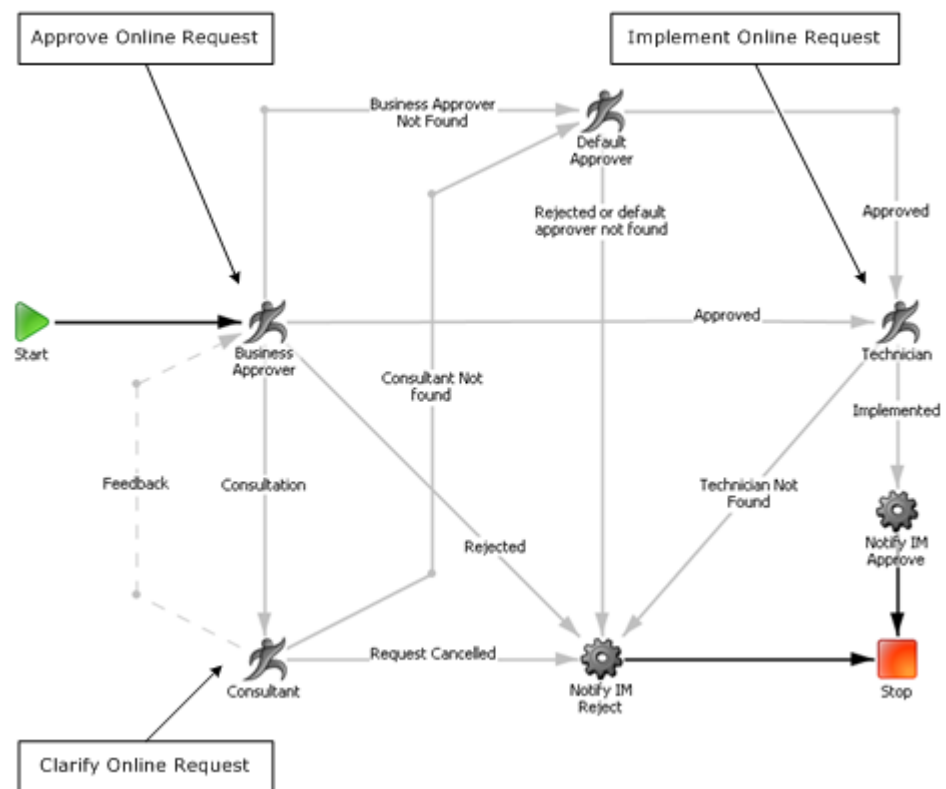 Approve Online Request
Implement Online Request
Business Approver
Not Found
Default
Approver
Rejected or default
approver not found
Approved
Start
Business
Approver
Approved
Technician
Consultant Not
found
Implemented
Feedback
Consultation
Technician Not
Found
Rejected
Notify IM
Approve
Request Cancelled
Consultant
Notify IM
Reject
Stop
Clarify Online Request